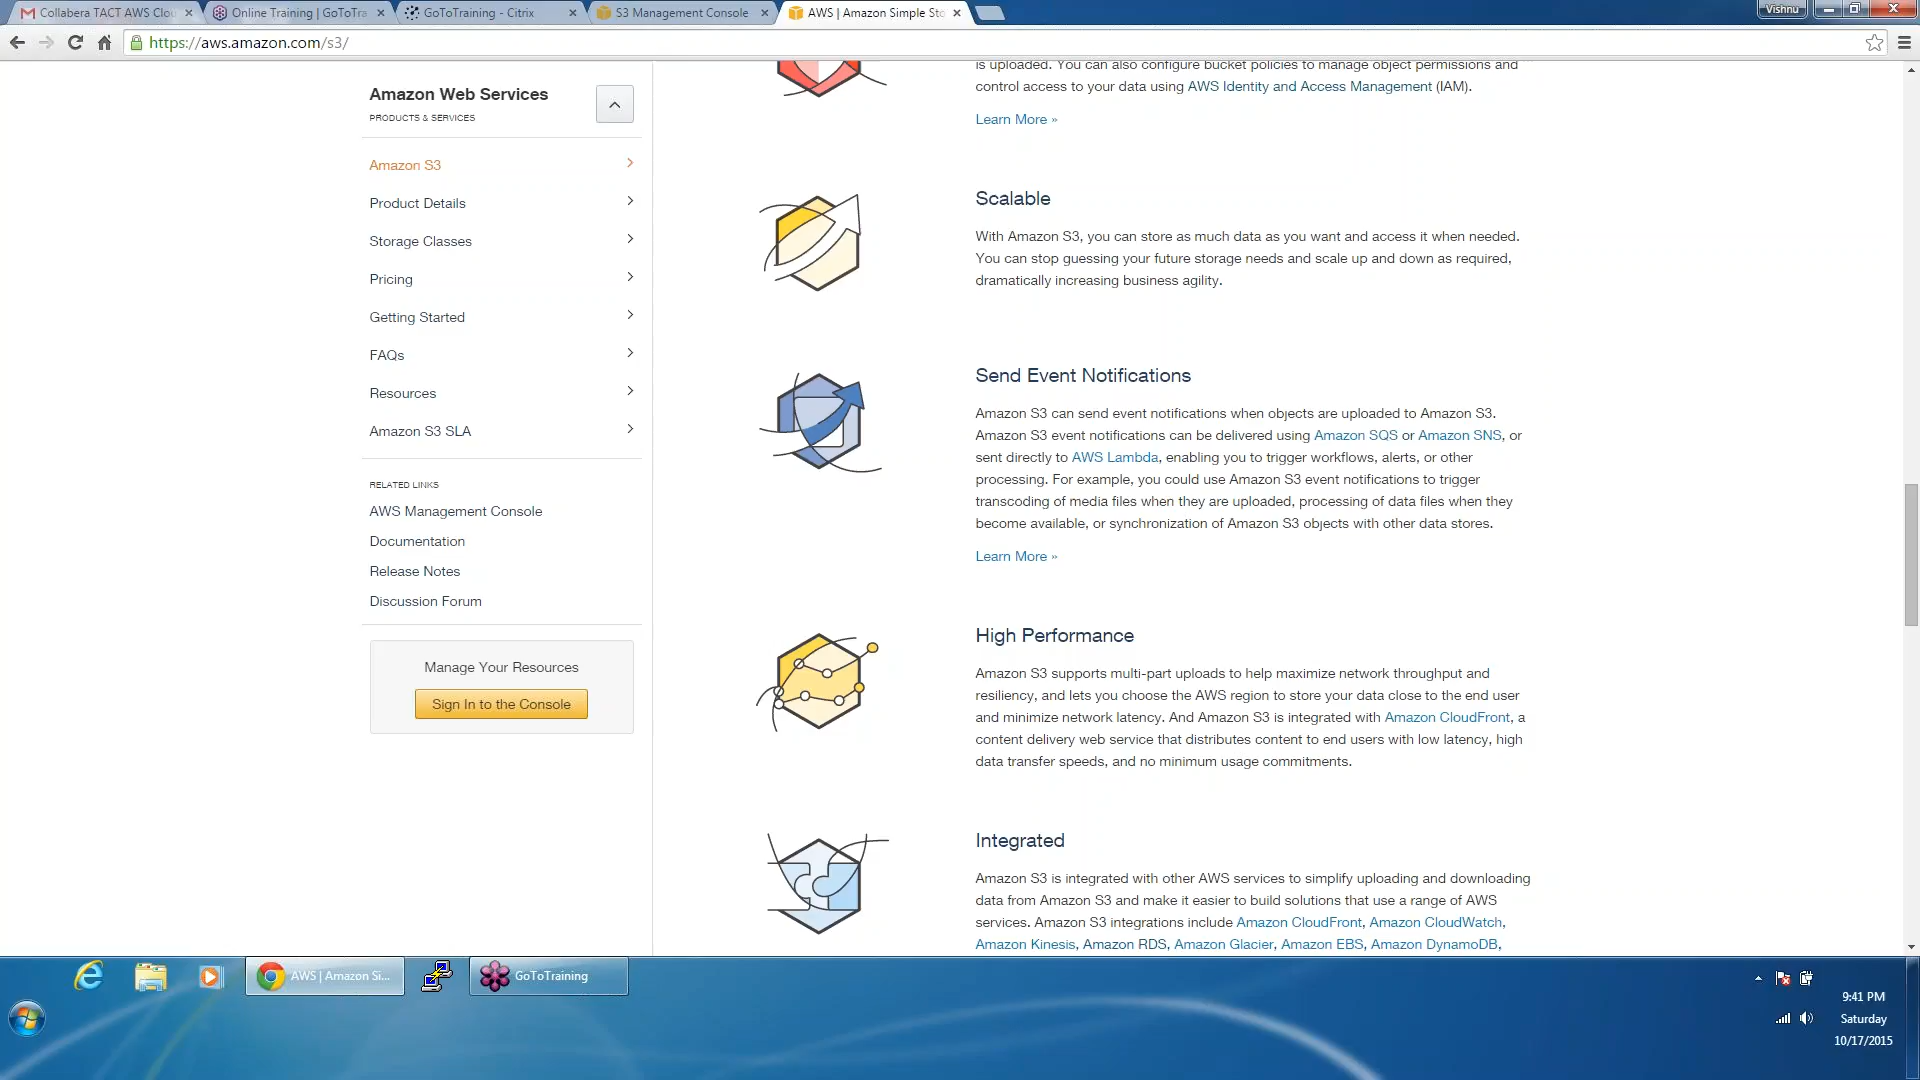 Collabera TACT AWS Clou
Online Training | GoToTra
GoToTraining - Citrix
S3 Management Console
AWS | Amazon Simple Sto
Vishnu
https://aws.amazon.com/s3/
Amazon Web Services
PRODUCTS & SERVICES
Amazon S3
Product Details
Storage Classes
Pricing
Getting Started
FAQs
Resources
Amazon S3 SLA
RELATED LINKS
AWS Management Console
Documentation
Release Notes
Discussion Forum
Manage Your Resources
Sign In to the Console
is uploaded. You can also configure bucket policies to manage object permissions and
control access to your data using AWS Identity and Access Management (IAM).
Learn More »
Scalable
With Amazon S3, you can store as much data as you want and access it when needed.
You can stop guessing your future storage needs and scale up and down as required,
dramatically increasing business agility.
Send Event Notifications
Amazon S3 can send event notifications when objects are uploaded to Amazon S3.
Amazon S3 event notifications can be delivered using Amazon SQS or Amazon SNS, or
sent directly to AWS Lambda, enabling you to trigger workflows, alerts, or other
processing. For example, you could use Amazon S3 event notifications to trigger
transcoding of media files when they are uploaded, processing of data files when they
become available, or synchronization of Amazon S3 objects with other data stores.
Learn More »
High Performance
Amazon S3 supports multi-part uploads to help maximize network throughput and
resiliency, and lets you choose the AWS region to store your data close to the end user
and minimize network latency. And Amazon S3 is integrated with Amazon CloudFront, a
content delivery web service that distributes content to end users with low latency, high
data transfer speeds, and no minimum usage commitments.
Integrated
Amazon S3 is integrated with other AWS services to simplify uploading and downloading
data from Amazon S3 and make it easier to build solutions that use a range of AWS
services. Amazon S3 integrations include Amazon CloudFront, Amazon CloudWatch,
Amazon Kinesis, Amazon RDS, Amazon Glacier, Amazon EBS, Amazon DynamoDB,
AWS | Amazon Si...
GoToTraining
9:41 PM
Saturday
10/17/2015